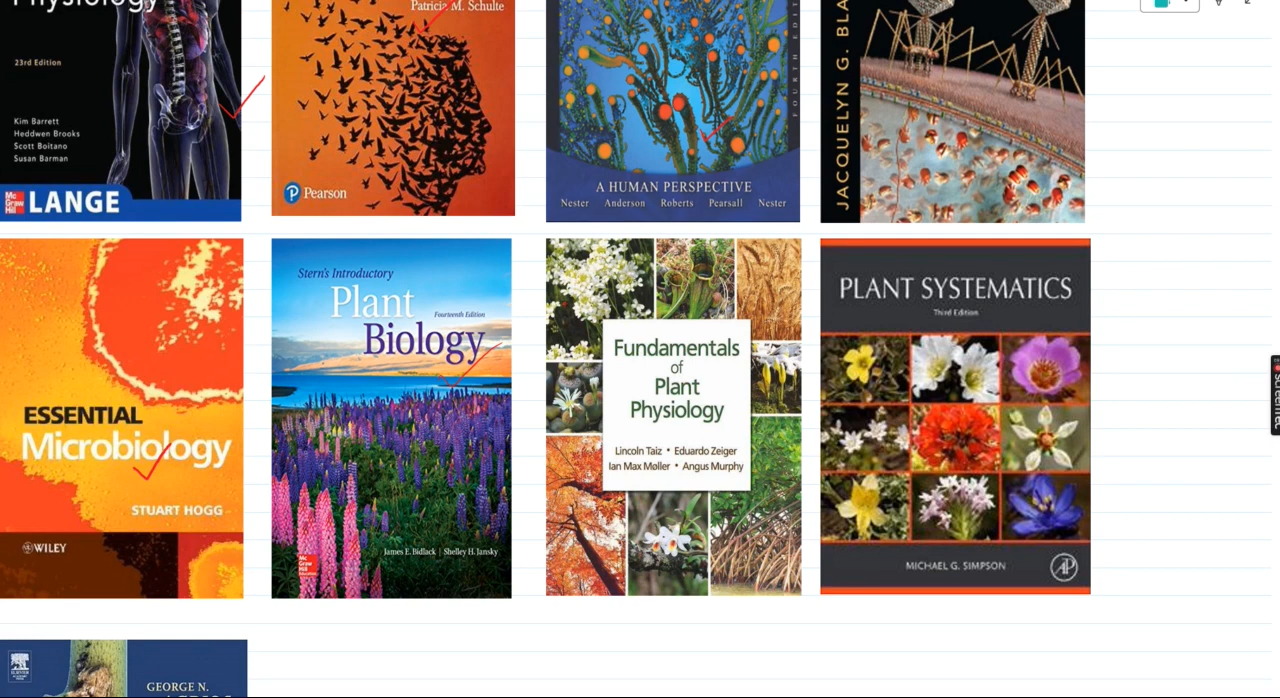 Physiology
23rd Edition
Kim Barrett
Heddwen Brooks
Scott Boitano
Susan Barman
Mc
Graw
Hill
LANGE
Patricia M. Schulte
Pearson
FOURTH EDIT
A HUMAN PERSPECTIVE
Nester Anderson Roberts Pearsall Nester
JACQUELYN G. BLA
ESSENTIAL
Microbiology
STUART HOGG
WILEY
Stern's Introductory
Plant
Fourteenth Edition
Biology
James E. Bidlack | Shelley H. Jansky
Mc
Graw
Hill
Fundamentals
of
Plant
Physiology
Lincoln Taiz • Eduardo Zeiger
Ian Max Møller • Angus Murphy
PLANT SYSTEMATICS
Third Edition
MICHAEL G. SIMPSON
AP
GEORGE N.